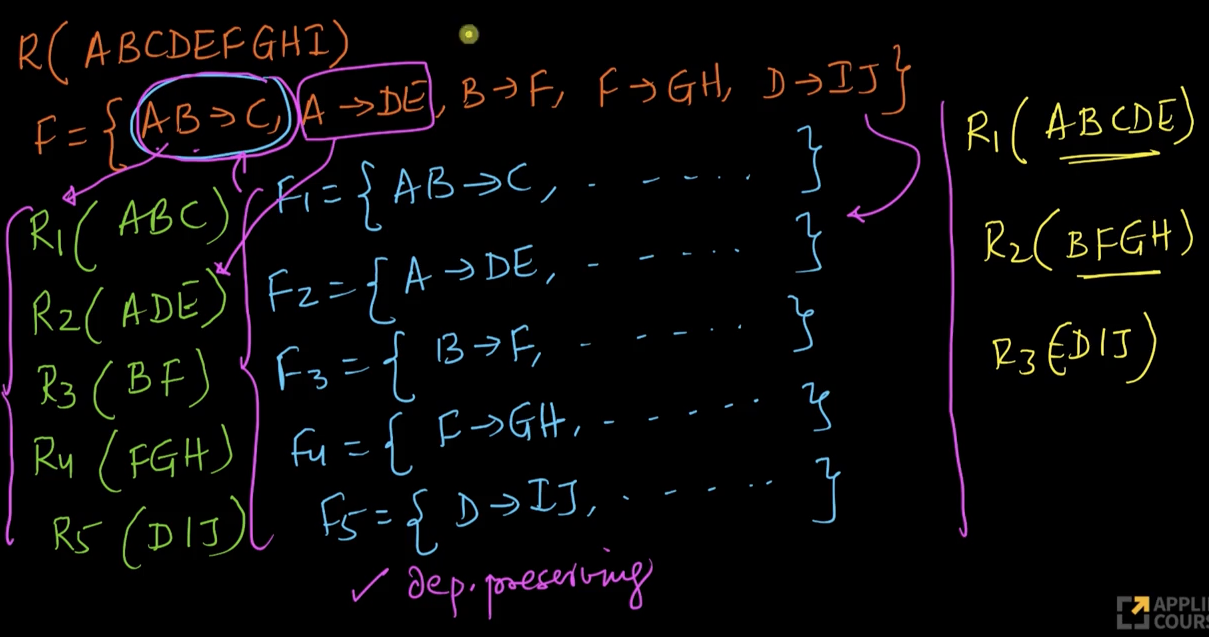 R(ABCDEFGHI)
F = { AB→C, A→DE, B→F, F→GH, D→IJ }
R1(ABC)
R2(ADE)
R3(BF)
R4(FGH)
R5(DIJ)
F1 = { AB→C, - - - ... }
F2 = { A→DE, - - - ... }
F3 = { B→F, - - - ... }
F4 = { F→GH, - - - ... }
F5 = { D→IJ, - - - ... }
✓ dep. preserving
R1(ABCDE)
R2(BFGH)
R3(DIJ)
APPLI
COURS